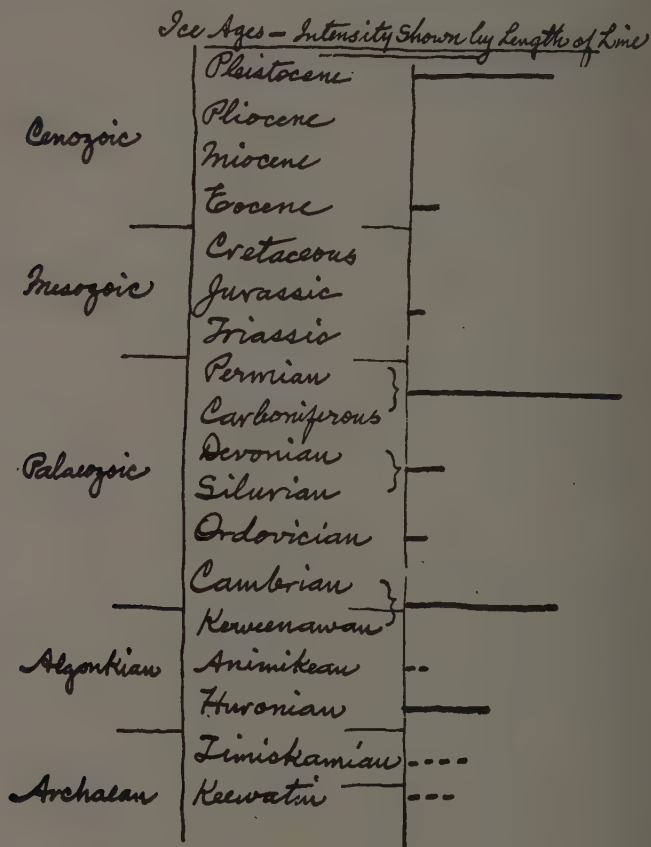 Ice Ages – Intensity Shown by Length of Line
Pleistocene
Cenozoic
Pliocene
Miocene
Eocene
Cretaceous
Mesozoic
Jurassic
Triassic
Permian
Carboniferous
Palaeozoic
Devonian
Silurian
Ordovician
Cambrian
Keweenawan
Algonkian
Animikean
Huronian
Timiskamian
Archaean
Keewatin